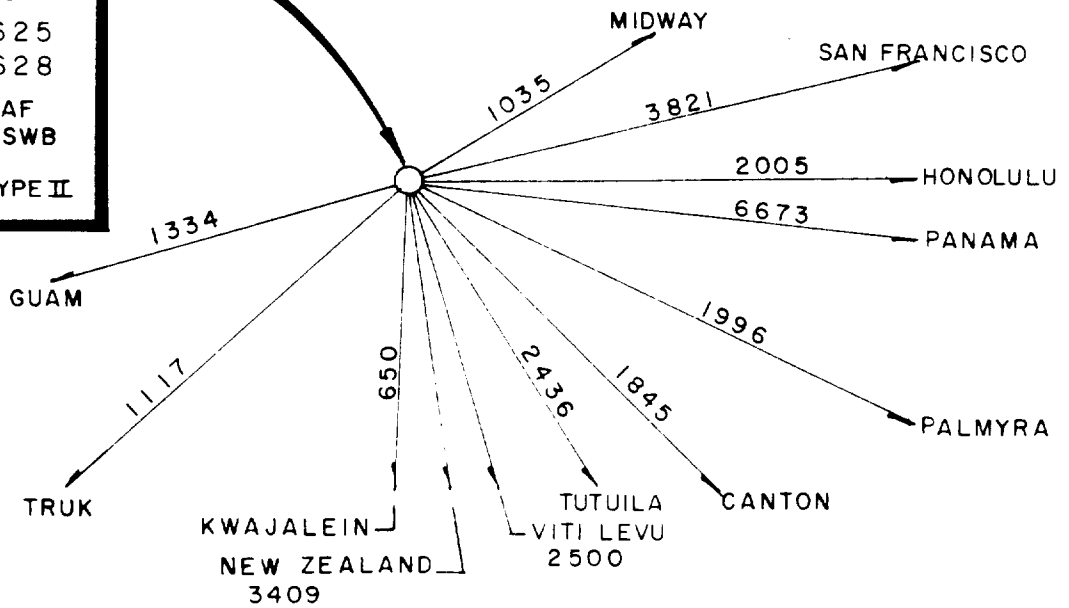 625
628
AF
SWB
TYPE II
MIDWAY
1035
SAN FRANCISCO
3821
HONOLULU
2005
PANAMA
6673
1334
GUAM
1996
PALMYRA
1117
TRUK
650
KWAJALEIN
NEW ZEALAND
3409
VITI LEVU
2500
2436
TUTUILA
1845
CANTON